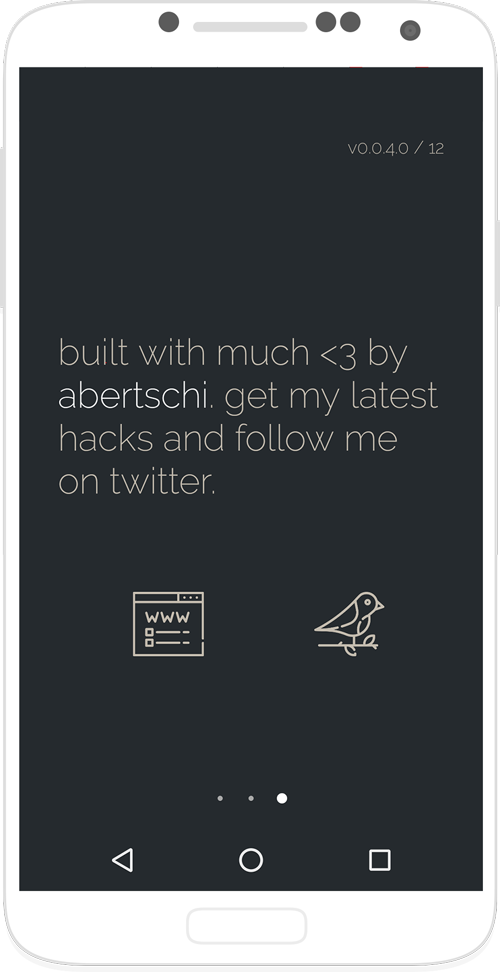 v0.0.4.0 / 12
built with much <3 by
abertschi. get my latest
hacks and follow me
on twitter.
WWW